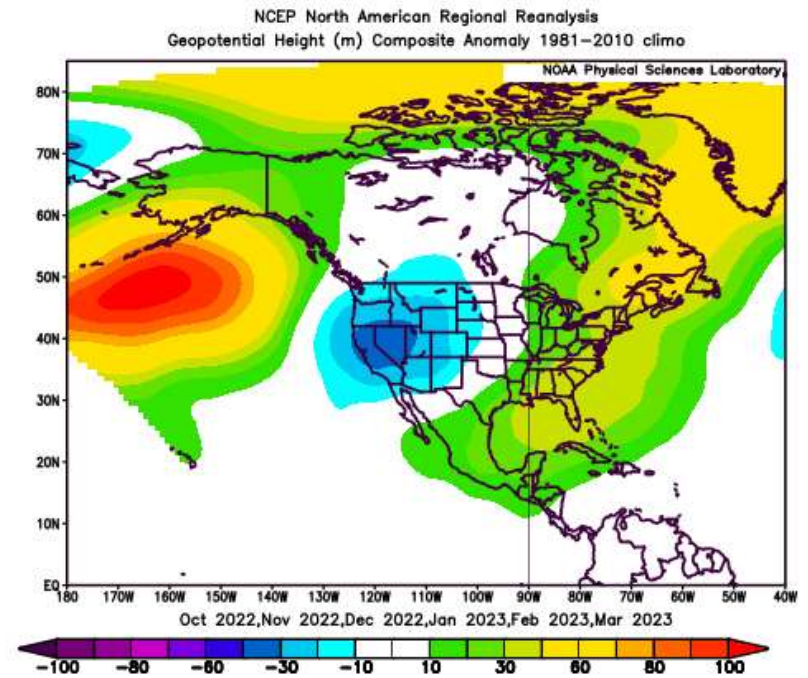 NCEP North American Regional Reanalysis
Geopotential Height (m) Composite Anomaly 1981-2010 climo
NOAA Physical Sciences Laboratory
80N
70N
60N
50N
40N
30N
20N
10N
EQ
180 170W 160W 150W 140W 130W 120W 110W 100W 90W 80W 70W 60W 50W 40W
Oct 2022,Nov 2022,Dec 2022,Jan 2023,Feb 2023,Mar 2023
-100 -80 -60 -30 -10 10 30 60 80 100